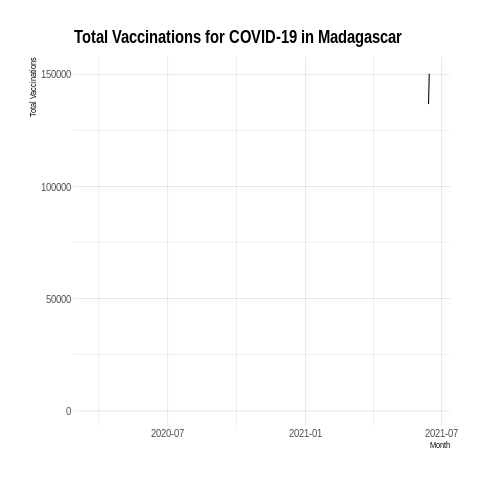 Total Vaccinations for COVID-19 in Madagascar
Total Vaccinations
150000
100000
50000
0
2020-07 2021-01 2021-07
Month